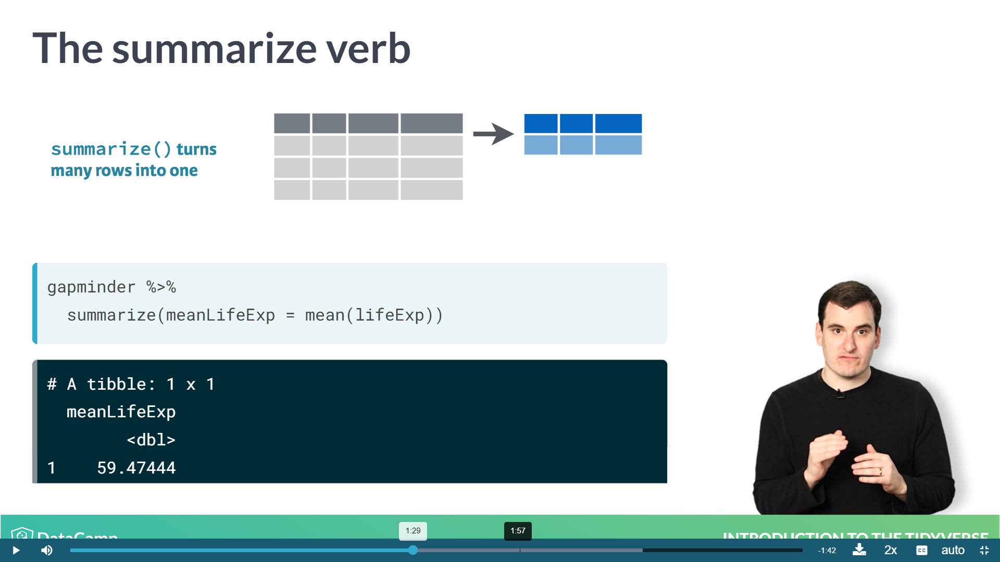 The summarize verb
summarize() turns
many rows into one
gapminder %>%
  summarize(meanLifeExp = mean(lifeExp))
# A tibble: 1 x 1
  meanLifeExp
        <dbl>
1    59.47444
1:29
1:57
DataCamp
INTRODUCTION TO THE TIDYVERSE
-1:42
2x
CC
auto